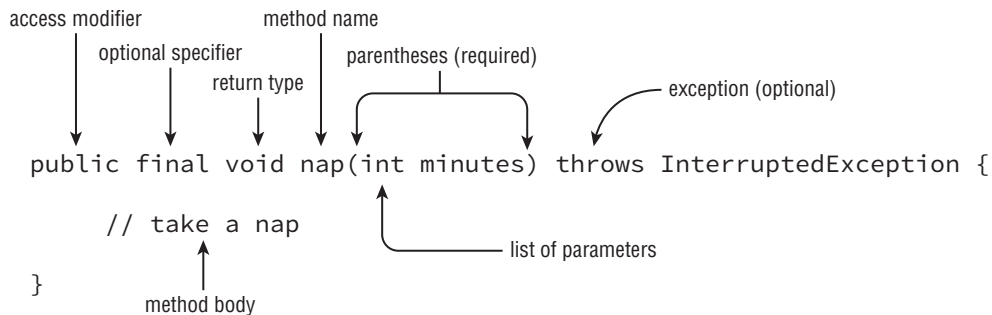 access modifier method name
optional specifier parentheses (required)
return type exception (optional)
public final void nap(int minutes) throws InterruptedException {
// take a nap
list of parameters
}
method body